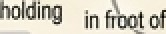 holding in froot of